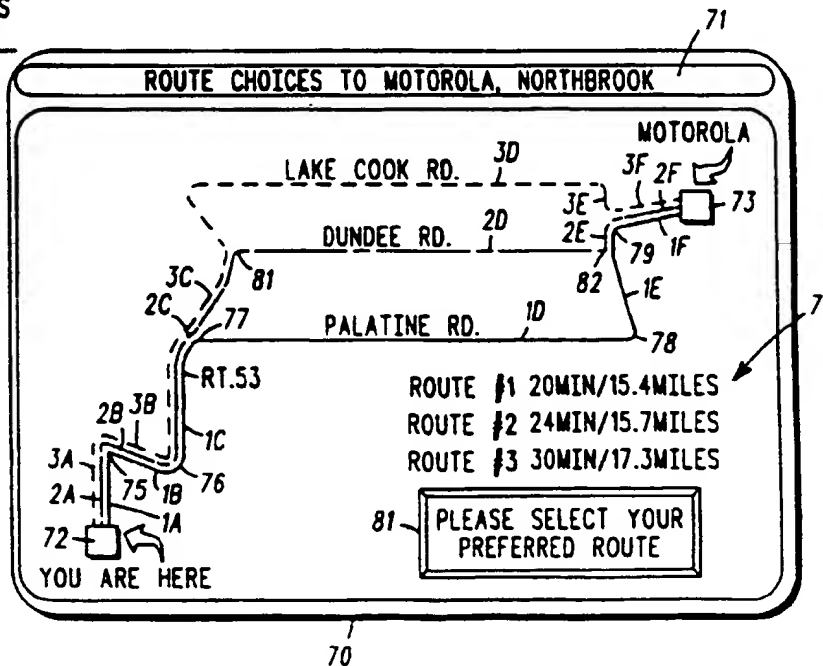 S
71
ROUTE CHOICES TO MOTOROLA, NORTHBROOK
MOTOROLA
LAKE COOK RD. 3D
3F 2F
3E
73
DUNDEE RD. 2D
2E
79 1F
81
82
3C
2C
77
1E
7
PALATINE RD. 1D
78
RT.53
ROUTE #1 20MIN/15.4MILES
2B 3B
1C
ROUTE #2 24MIN/15.7MILES
3A
75 1B 76
ROUTE #3 30MIN/17.3MILES
2A
1A
72
81
PLEASE SELECT YOUR
PREFERRED ROUTE
YOU ARE HERE
70